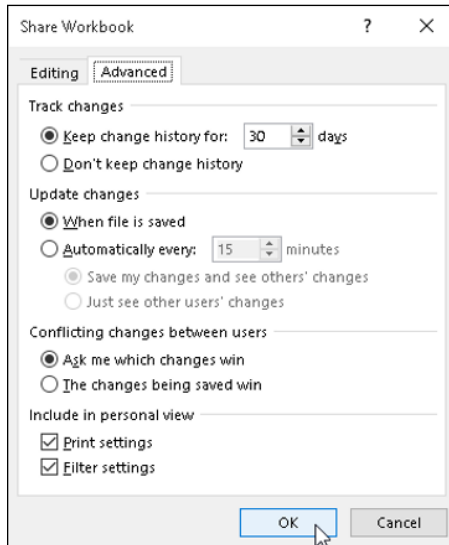 Share Workbook ? ×
Editing Advanced
Track changes
Keep change history for: 30 days
Don't keep change history
Update changes
When file is saved
Automatically every: 15 minutes
Save my changes and see others' changes
Just see other users' changes
Conflicting changes between users
Ask me which changes win
The changes being saved win
Include in personal view
Print settings
Filter settings
OK Cancel